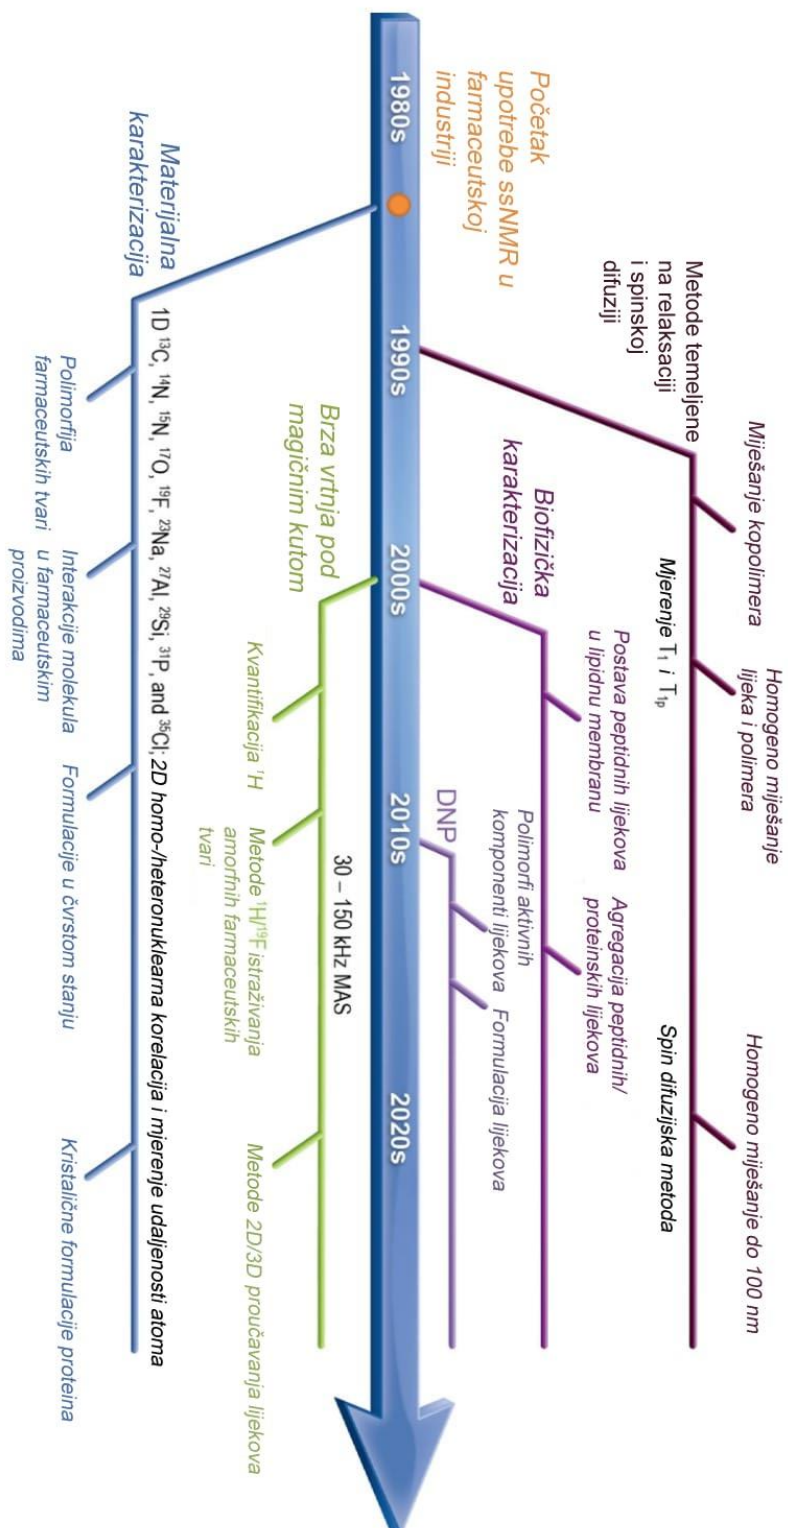 Miješanje kopolimera
Homogeno miješanje
lijeka i polimera
Homogeno miješanje do 100 nm
Metode temeljene
na relaksaciji
i spinskoj
difuziji
Mjerenje T₁ i T₁ₚ
Spin difuzijska metoda
Početak
upotrebe ssNMR u
farmaceutskoj
industriji
Biofizička
karakterizacija
Postava peptidnih lijekova
u lipidnu membranu
Agregacija peptidnih/
proteinskih lijekova
DNP
Polimorfi aktivnih
komponenti lijekova
Formulacija lijekova
1980s
1990s
2000s
2010s
2020s
Brza vrtnja pod
magičnim kutom
30 – 150 kHz MAS
Kvantifikacija ¹H
Metode ¹H/¹⁹F istraživanja
amorfnih farmaceutskih
tvari
Metode 2D/3D proučavanja lijekova
Materijalna
karakterizacija
1D ¹³C, ¹⁴N, ¹⁵N, ¹⁷O, ¹⁹F, ²³Na, ²⁷Al, ²⁹Si, ³¹P, and ³⁵Cl; 2D homo-/heteronuklearna korelacija i mjerenje udaljenosti atoma
Polimorfija
farmaceutskih tvari
Interakcije molekula
u farmaceutskim
proizvodima
Formulacije u čvrstom stanju
Kristalične formulacije proteina